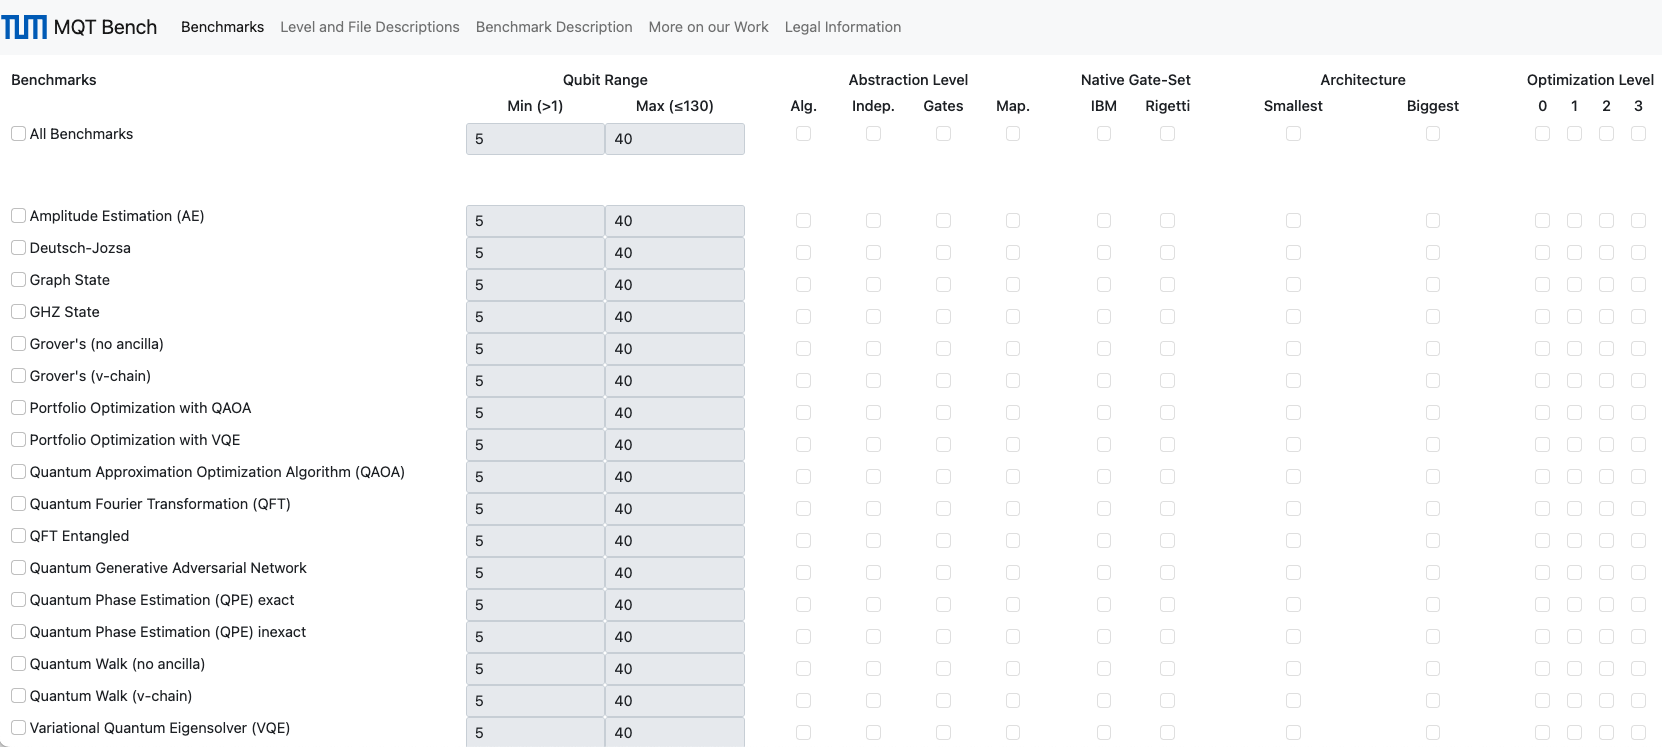 TUM MQT Bench Benchmarks Level and File Descriptions Benchmark Description More on our Work Legal Information
Benchmarks Qubit Range Abstraction Level Native Gate-Set Architecture Optimization Level
Min (>1) Max (≤130) Alg. Indep. Gates Map. IBM Rigetti Smallest Biggest 0 1 2 3
All Benchmarks 5 40
Amplitude Estimation (AE) 5 40
Deutsch-Jozsa 5 40
Graph State 5 40
GHZ State 5 40
Grover's (no ancilla) 5 40
Grover's (v-chain) 5 40
Portfolio Optimization with QAOA 5 40
Portfolio Optimization with VQE 5 40
Quantum Approximation Optimization Algorithm (QAOA) 5 40
Quantum Fourier Transformation (QFT) 5 40
QFT Entangled 5 40
Quantum Generative Adversarial Network 5 40
Quantum Phase Estimation (QPE) exact 5 40
Quantum Phase Estimation (QPE) inexact 5 40
Quantum Walk (no ancilla) 5 40
Quantum Walk (v-chain) 5 40
Variational Quantum Eigensolver (VQE) 5 40